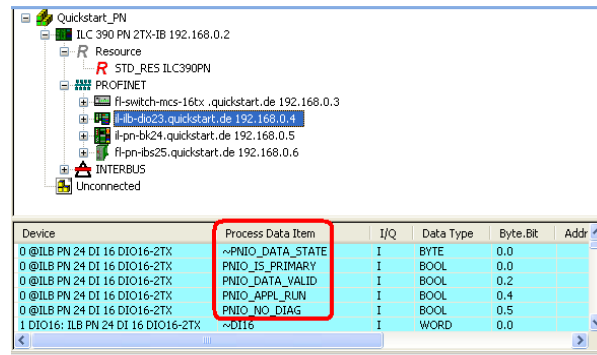 Quickstart_PN
ILC 390 PN 2TX-IB 192.168.0.2
R Resource
R STD_RES ILC390PN
PROFINET
fl-switch-mcs-16tx .quickstart.de 192.168.0.3
il-ilb-dio23.quickstart.de 192.168.0.4
il-pn-bk24.quickstart.de 192.168.0.5
fl-pn-ibs25.quickstart.de 192.168.0.6
INTERBUS
Unconnected
Device Process Data Item I/Q Data Type Byte.Bit Addr
0 @ILB PN 24 DI 16 DIO16-2TX ~PNIO_DATA_STATE I BYTE 0.0
0 @ILB PN 24 DI 16 DIO16-2TX PNIO_IS_PRIMARY I BOOL 0.0
0 @ILB PN 24 DI 16 DIO16-2TX PNIO_DATA_VALID I BOOL 0.2
0 @ILB PN 24 DI 16 DIO16-2TX PNIO_APPL_RUN I BOOL 0.4
0 @ILB PN 24 DI 16 DIO16-2TX PNIO_NO_DIAG I BOOL 0.5
1 DIO16: ILB PN 24 DI 16 DIO16-2TX ~DI16 I WORD 0.0